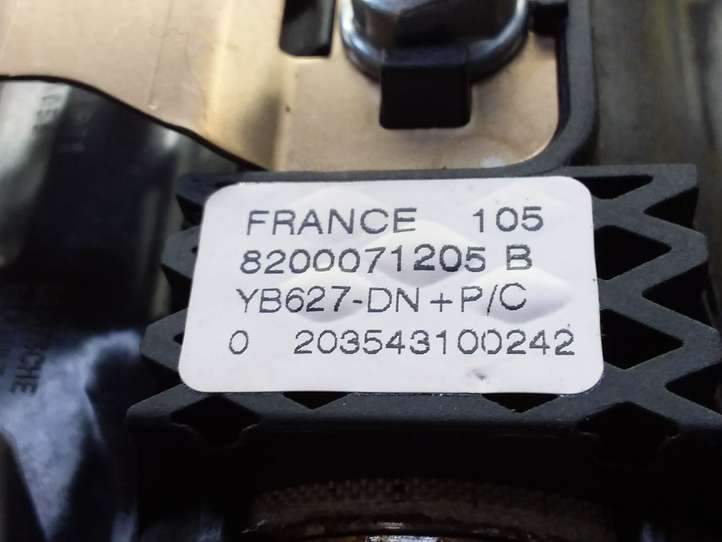 FRANCE 105
8200071205 B
YB627-DN+P/C
0 203543100242